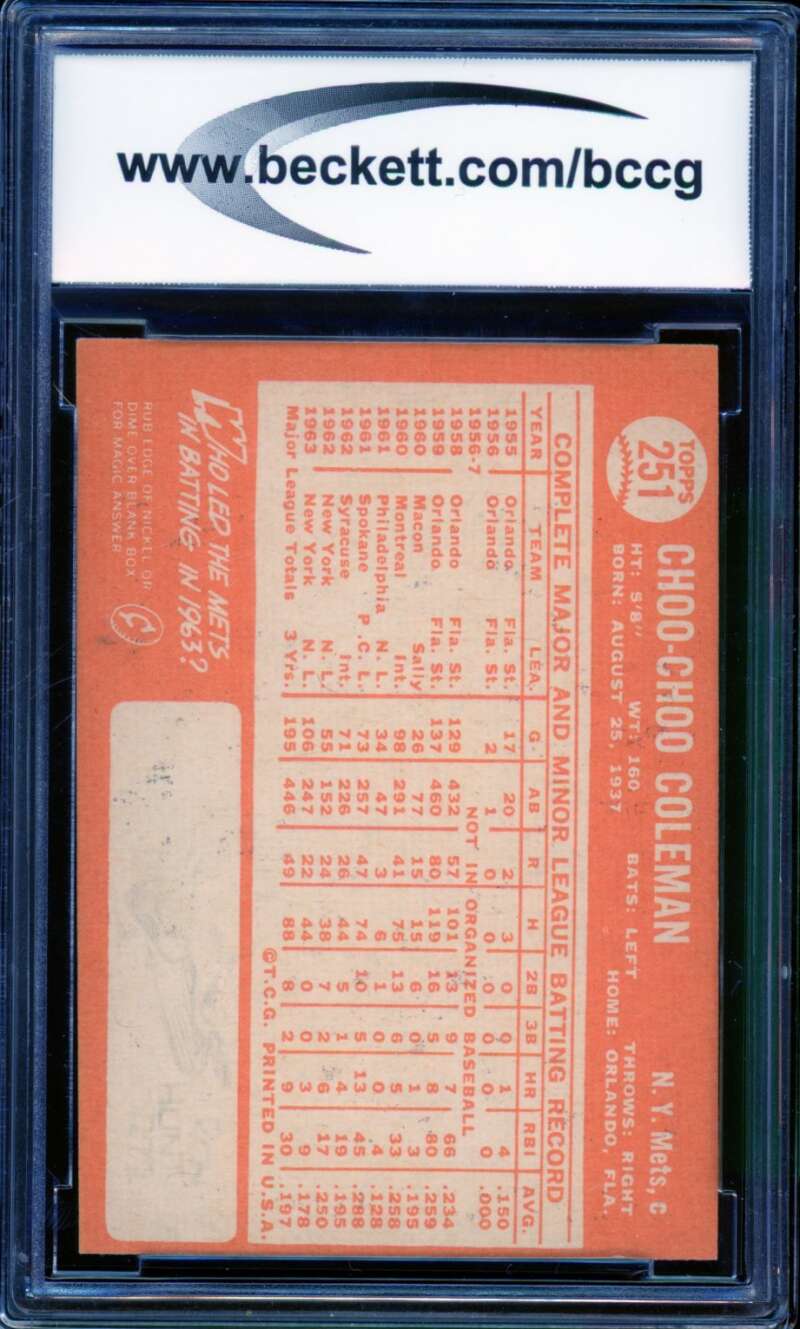 www.beckett.com/bccg
TOPPS
251
CHOO-CHOO COLEMAN N. Y. Mets, C
HT: 5'8" WT: 160 BATS: LEFT THROWS: RIGHT
BORN: AUGUST 25, 1937 HOME: ORLANDO, FLA.
COMPLETE MAJOR AND MINOR LEAGUE BATTING RECORD
YEAR TEAM LEA. G AB R H 2B 3B HR RBI AVG.
1955 Orlando Fla. St. 17 20 2 3 0 0 1 4 .150
1956 Orlando Fla. St. 2 1 0 0 0 0 0 0 .000
1956-7 NOT IN ORGANIZED BASEBALL
1958 Orlando Fla. St. 129 432 57 101 13 9 7 66 .234
1959 Orlando Fla. St. 137 460 80 119 16 5 8 80 .259
1960 Macon Sally 26 77 15 15 6 0 1 3 .195
1960 Montreal Int. 98 291 41 75 13 6 5 33 .258
1961 Philadelphia N. L. 34 47 3 6 1 0 0 4 .128
1961 Spokane P. C. L. 73 257 47 74 10 5 13 45 .288
1962 Syracuse Int. 71 226 26 44 5 1 4 19 .195
1962 New York N. L. 55 152 24 38 7 2 6 17 .250
1963 New York N. L. 106 247 22 44 0 0 3 9 .178
Major League Totals 3 Yrs. 195 446 49 88 8 2 9 30 .197
©T.C.G. PRINTED IN U.S.A.
WHO LED THE METS
IN BATTING IN 1963?
RUB EDGE OF NICKEL OR
DIME OVER BLANK BOX
FOR MAGIC ANSWER